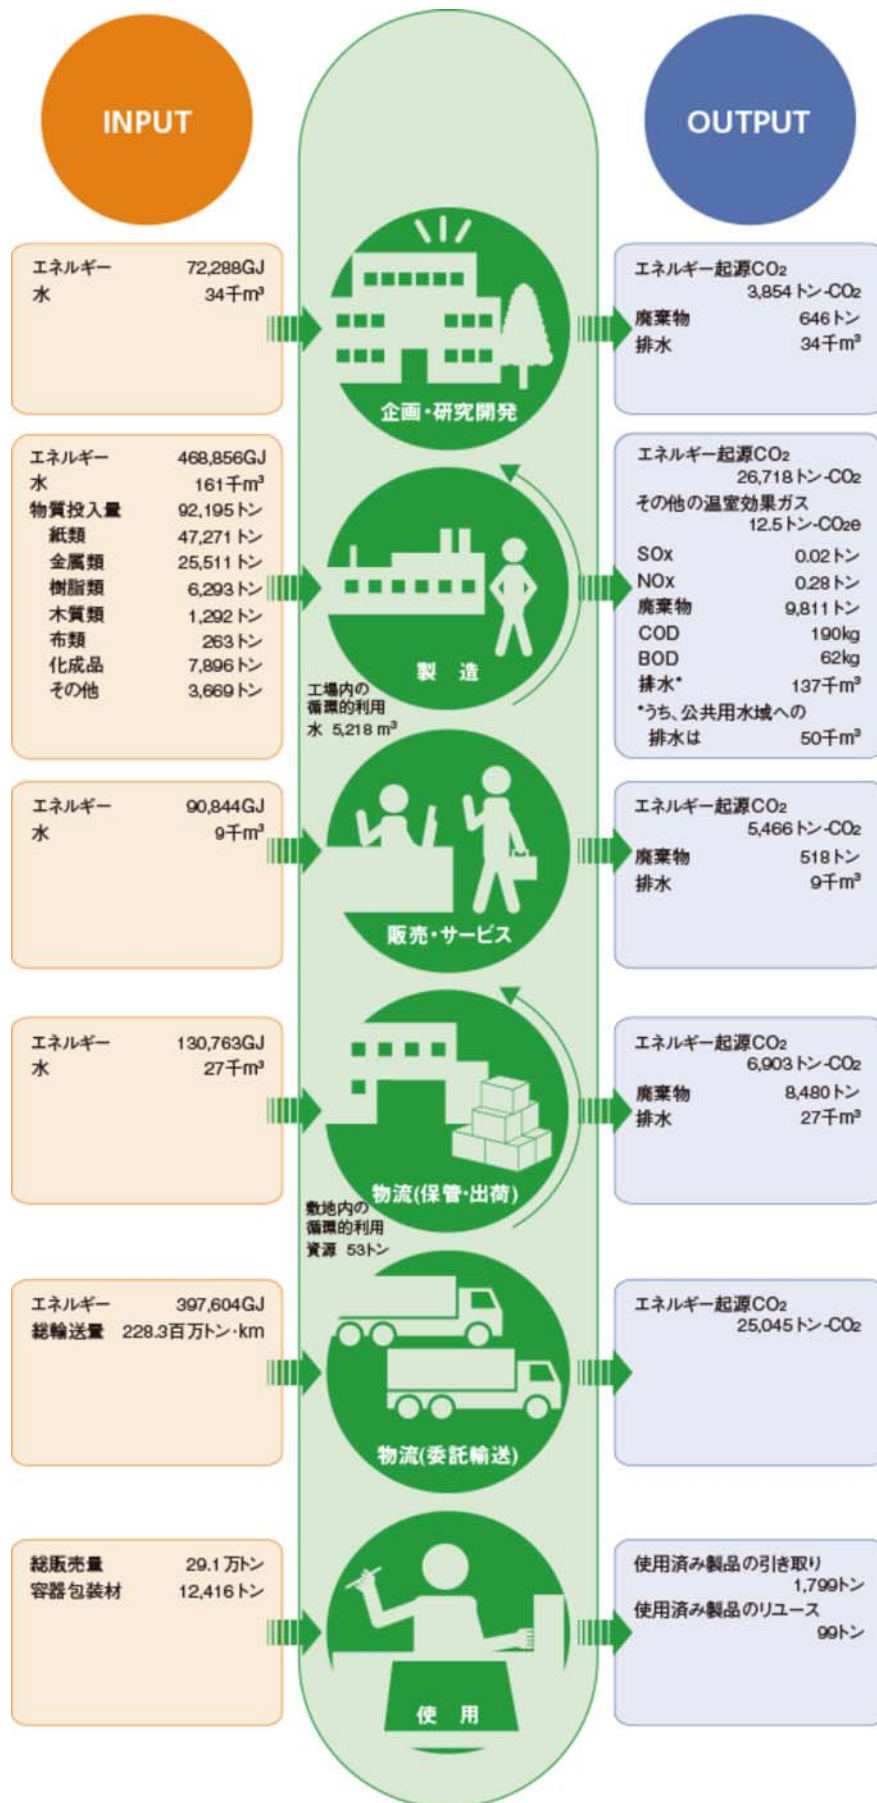 INPUT
OUTPUT
エネルギー 72,288GJ
水 34千m³
企画・研究開発
エネルギー起源CO₂
3,854トン-CO₂
廃棄物 646トン
排水 34千m³
エネルギー 468,856GJ
水 161千m³
物質投入量 92,195トン
紙類 47,271トン
金属類 25,511トン
樹脂類 6,293トン
木質類 1,292トン
布類 263トン
化成品 7,896トン
その他 3,669トン
製 造
工場内の
循環的利用
水 5,218 m³
エネルギー起源CO₂
26,718トン-CO₂
その他の温室効果ガス
12.5トン-CO₂e
SOx 0.02トン
NOx 0.28トン
廃棄物 9,811トン
COD 190kg
BOD 62kg
排水* 137千m³
*うち、公共用水域への
排水は 50千m³
エネルギー 90,844GJ
水 9千m³
販売・サービス
エネルギー起源CO₂
5,466トン-CO₂
廃棄物 518トン
排水 9千m³
エネルギー 130,763GJ
水 27千m³
物流(保管・出荷)
敷地内の
循環的利用
資源 53トン
エネルギー起源CO₂
6,903トン-CO₂
廃棄物 8,480トン
排水 27千m³
エネルギー 397,604GJ
総輸送量 228.3百万トン・km
物流(委託輸送)
エネルギー起源CO₂
25,045トン-CO₂
総販売量 29.1万トン
容器包装材 12,416トン
使 用
使用済み製品の引き取り
1,799トン
使用済み製品のリユース
99トン